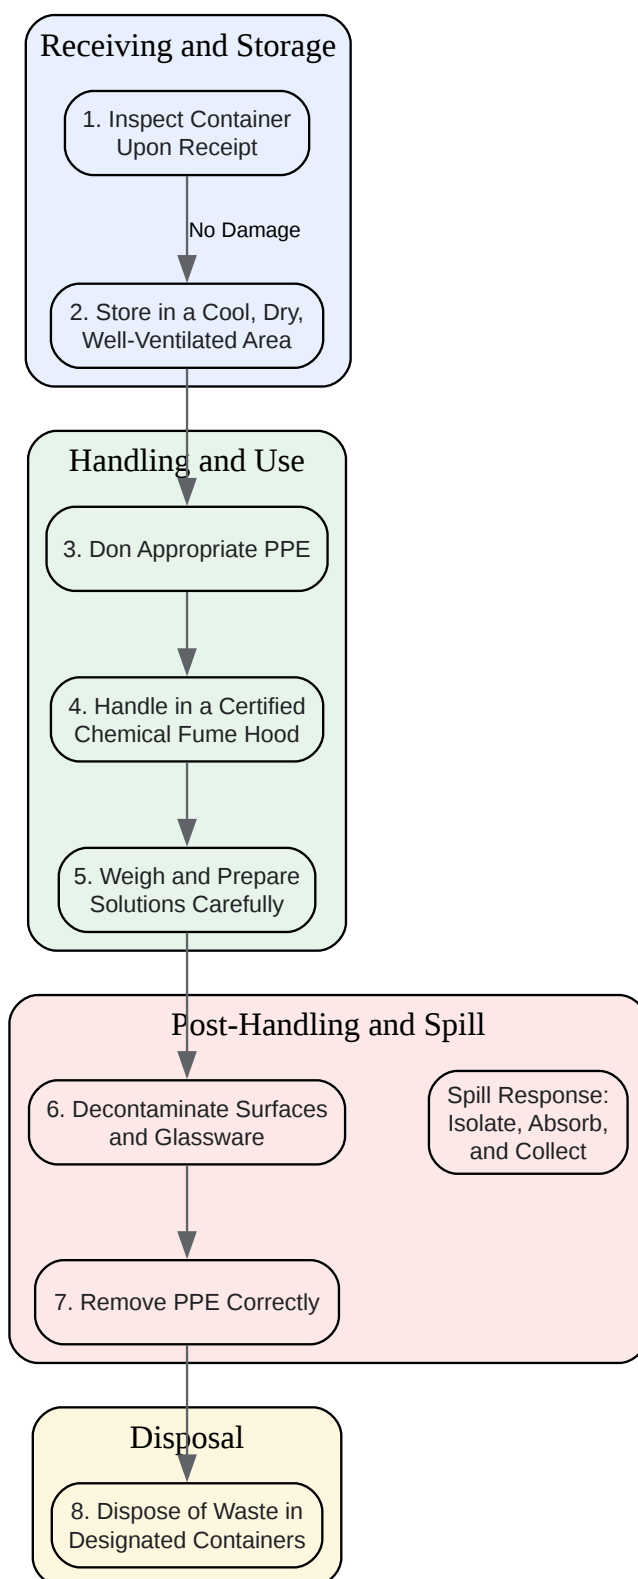 Receiving and Storage
1. Inspect Container
Upon Receipt
No Damage
2. Store in a Cool, Dry,
Well-Ventilated Area
Handling and Use
3. Don Appropriate PPE
4. Handle in a Certified
Chemical Fume Hood
5. Weigh and Prepare
Solutions Carefully
Post-Handling and Spill
6. Decontaminate Surfaces
and Glassware
Spill Response:
Isolate, Absorb,
and Collect
7. Remove PPE Correctly
Disposal
8. Dispose of Waste in
Designated Containers